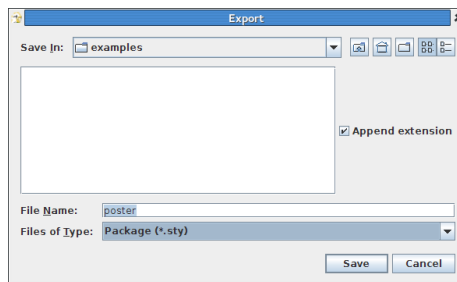 Export
Save In: examples
Append extension
File Name: poster
Files of Type: Package (*.sty)
Save Cancel